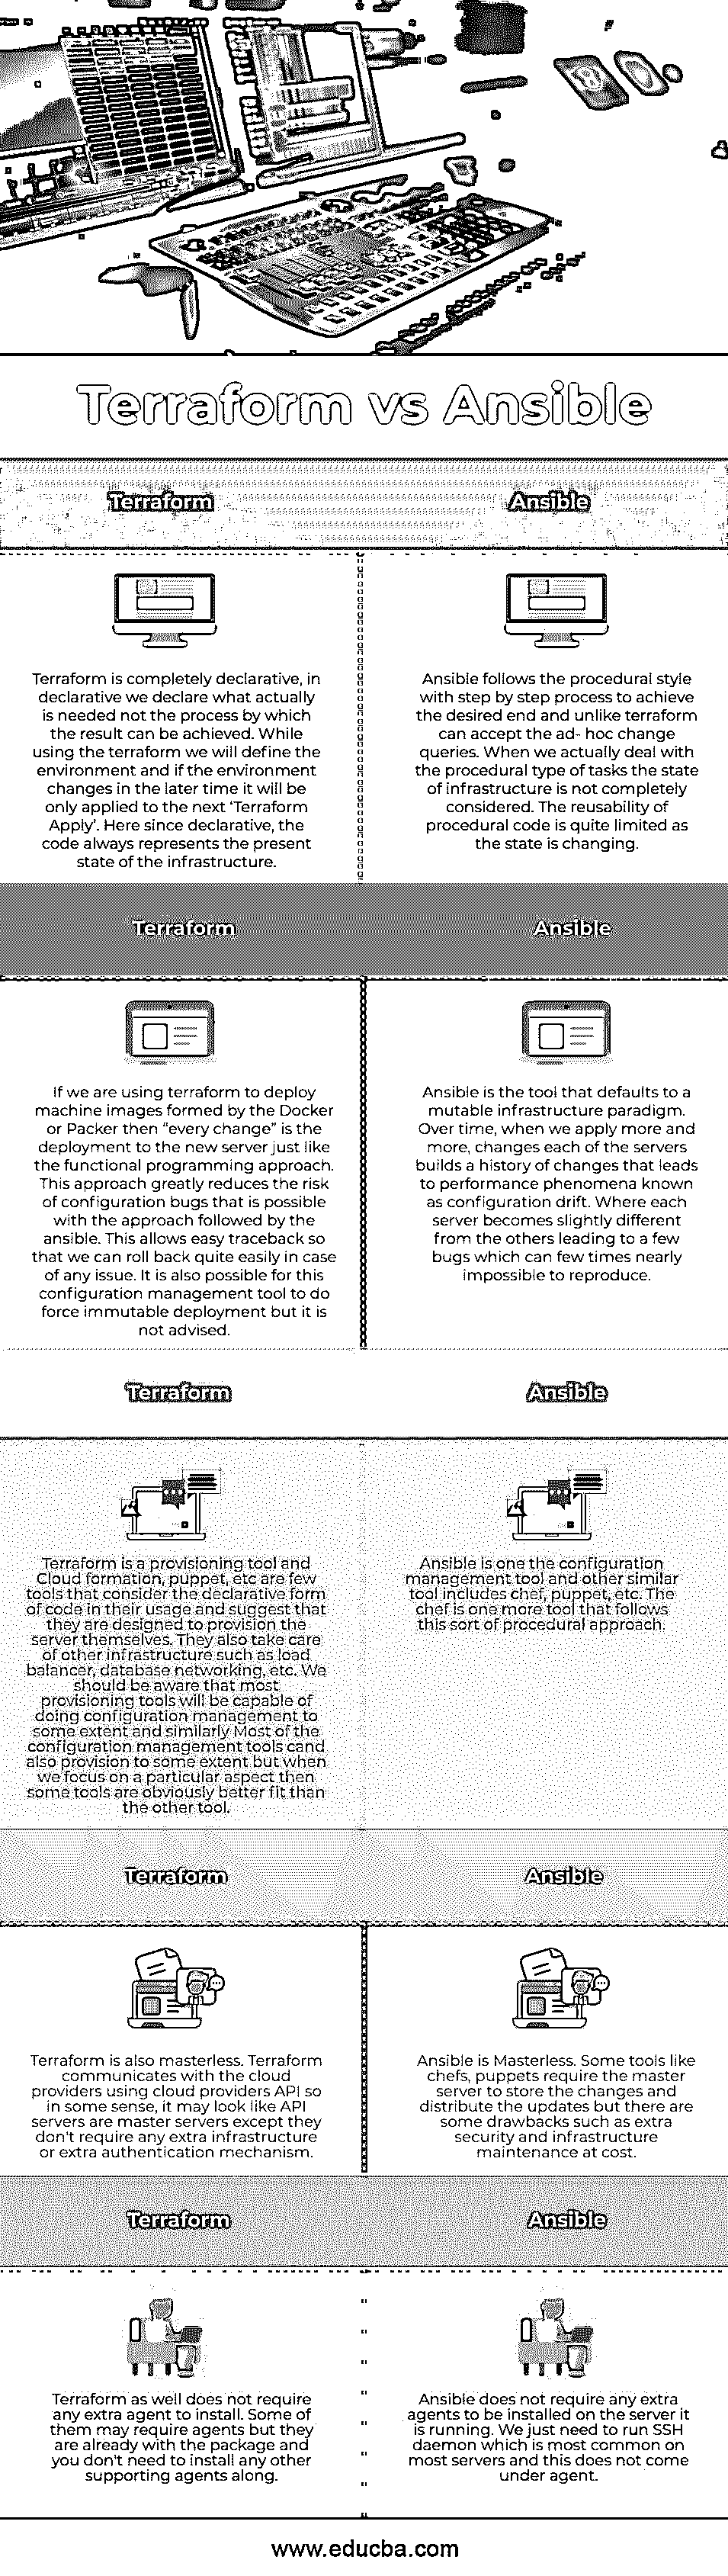 Terraform vs Ansible
Terraform
Ansible
Terraform is completely declarative, in
declarative we declare what actually
is needed not the process by which
the result can be achieved. While
using the terraform we will define the
environment and if the environment
changes in the later time it will be
only applied to the next ‘Terraform
Apply’. Here since declarative, the
code always represents the present
state of the infrastructure.
Ansible follows the procedural style
with step by step process to achieve
the desired end and unlike terraform
can accept the ad- hoc change
queries. When we actually deal with
the procedural type of tasks the state
of infrastructure is not completely
considered. The reusability of
procedural code is quite limited as
the state is changing.
Terraform
Ansible
If we are using terraform to deploy
machine images formed by the Docker
or Packer then “every change” is the
deployment to the new server just like
the functional programming approach.
This approach greatly reduces the risk
of configuration bugs that is possible
with the approach followed by the
ansible. This allows easy traceback so
that we can roll back quite easily in case
of any issue. It is also possible for this
configuration management tool to do
force immutable deployment but it is
not advised.
Ansible is the tool that defaults to a
mutable infrastructure paradigm.
Over time, when we apply more and
more, changes each of the servers
builds a history of changes that leads
to performance phenomena known
as configuration drift. Where each
server becomes slightly different
from the others leading to a few
bugs which can few times nearly
impossible to reproduce.
Terraform
Ansible
Terraform is a provisioning tool and
Cloud formation, puppet, etc are few
tools that consider the declarative form
of code in their usage and suggest that
they are designed to provision the
server themselves. They also take care
of other infrastructure such as load
balancer, database networking, etc. We
should be aware that most
provisioning tools will be capable of
doing configuration management to
some extent and similarly Most of the
configuration management tools cand
also provision to some extent but when
we focus on a particular aspect then
some tools are obviously better fit than
the other tool.
Ansible is one the configuration
management tool and other similar
tool includes chef, puppet, etc. The
chef is one more tool that follows
this sort of procedural approach.
Terraform
Ansible
Terraform is also masterless. Terraform
communicates with the cloud
providers using cloud providers API so
in some sense, it may look like API
servers are master servers except they
don't require any extra infrastructure
or extra authentication mechanism.
Ansible is Masterless. Some tools like
chefs, puppets require the master
server to store the changes and
distribute the updates but there are
some drawbacks such as extra
security and infrastructure
maintenance at cost.
Terraform
Ansible
Terraform as well does not require
any extra agent to install. Some of
them may require agents but they
are already with the package and
you don't need to install any other
supporting agents along.
Ansible does not require any extra
agents to be installed on the server it
is running. We just need to run SSH
daemon which is most common on
most servers and this does not come
under agent.
www.educba.com